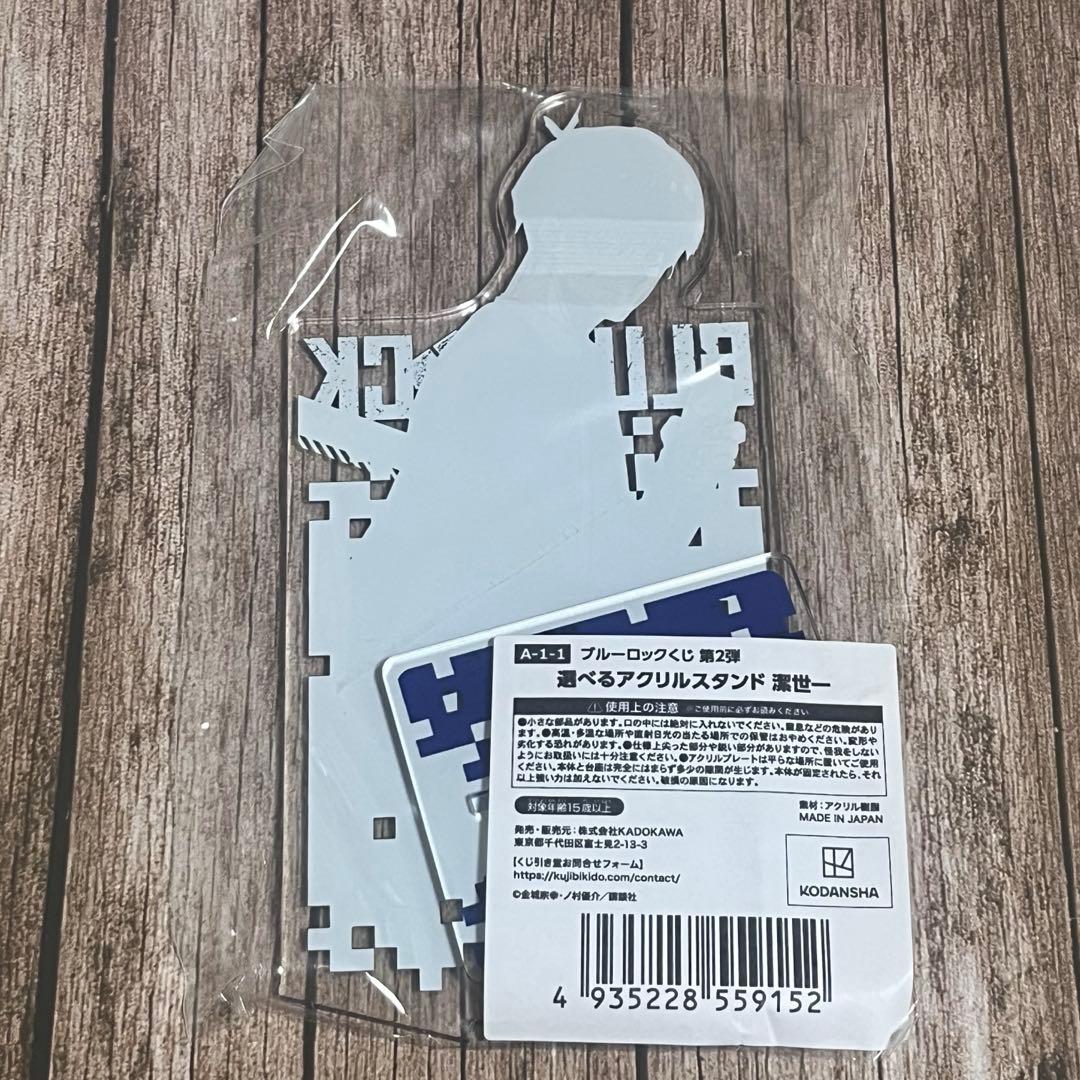 BLU CK
A-1-1 ブルーロックくじ 第2弾
選べるアクリルスタンド 潔世一
⚠ 使用上の注意 ※ご使用前に必ずお読みください
●小さな部品があります。口の中には絶対に入れないでください。窒息などの危険があり
ます。●高温・多湿な場所や直射日光の当たる場所での保管はおやめください。変形や
劣化する恐れがあります。●仕様上尖った部分や鋭い部分がありますので、怪我をしない
ようにお取扱いには十分注意ください。●アクリルプレートは平らな場所に置いてご使用
ください。本体と台座は完全にはまらず多少の隙間が生じます。本体が固定されたら、それ
以上強い力は加えないでください。破損の原因になります。
対象年齢15歳以上
素材：アクリル樹脂
MADE IN JAPAN
発売・販売元：株式会社KADOKAWA
東京都千代田区富士見2-13-3
【くじ引き堂お問合せフォーム】
https://kujibikido.com/contact/
©金城宗幸・ノ村優介／講談社
KODANSHA
4 935228 559152